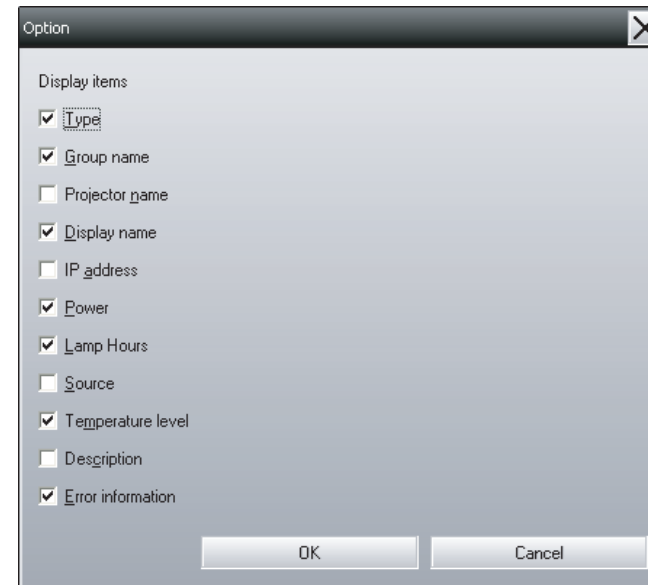 Option
Display items
Type
Group name
Projector name
Display name
IP address
Power
Lamp Hours
Source
Temperature level
Description
Error information
OK Cancel